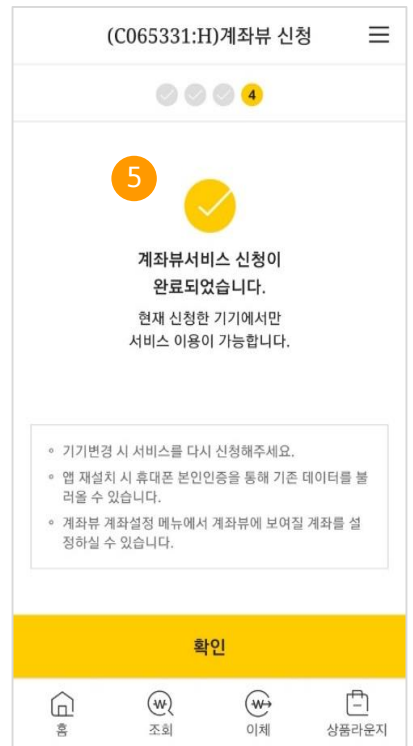 (C065331:H)계좌뷰 신청
4
5
계좌뷰서비스 신청이
완료되었습니다.
현재 신청한 기기에서만
서비스 이용이 가능합니다.
기기변경 시 서비스를 다시 신청해주세요.
앱 재설치 시 휴대폰 본인인증을 통해 기존 데이터를 불
러올 수 있습니다.
계좌뷰 계좌설정 메뉴에서 계좌뷰에 보여질 계좌를 설
정하실 수 있습니다.
확인
홈 조회 이체 상품라운지